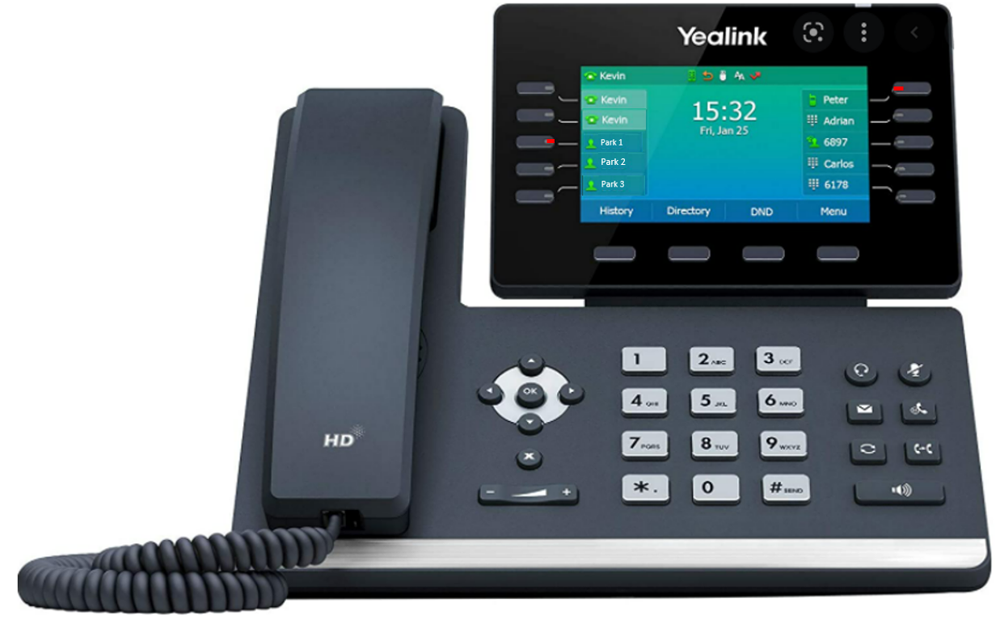 Yealink
Kevin
Kevin
Kevin
Park 1
Park 2
Park 3
15:32
Fri, Jan 25
Peter
Adrian
6897
Carlos
6178
History Directory DND Menu
HD
OK
1 2 ABC 3 DEF
4 GHI 5 JKL 6 MNO
7 PQRS 8 TUV 9 WXYZ
* . 0 # SEND
- +